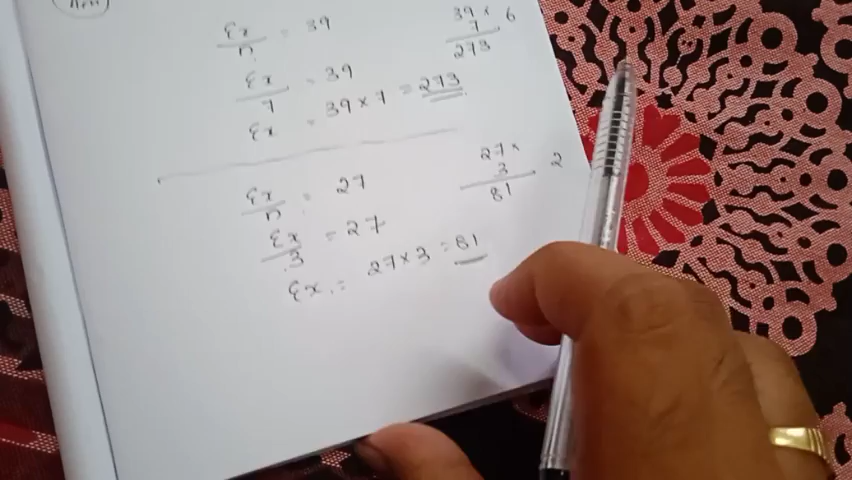 Σx/n = 39
39 × 7 6
273
Σx/7 = 39
Σx = 39 × 7 = 273
Σx/n = 27
27 × 3 2
81
Σx/3 = 27
Σx = 27 × 3 = 81